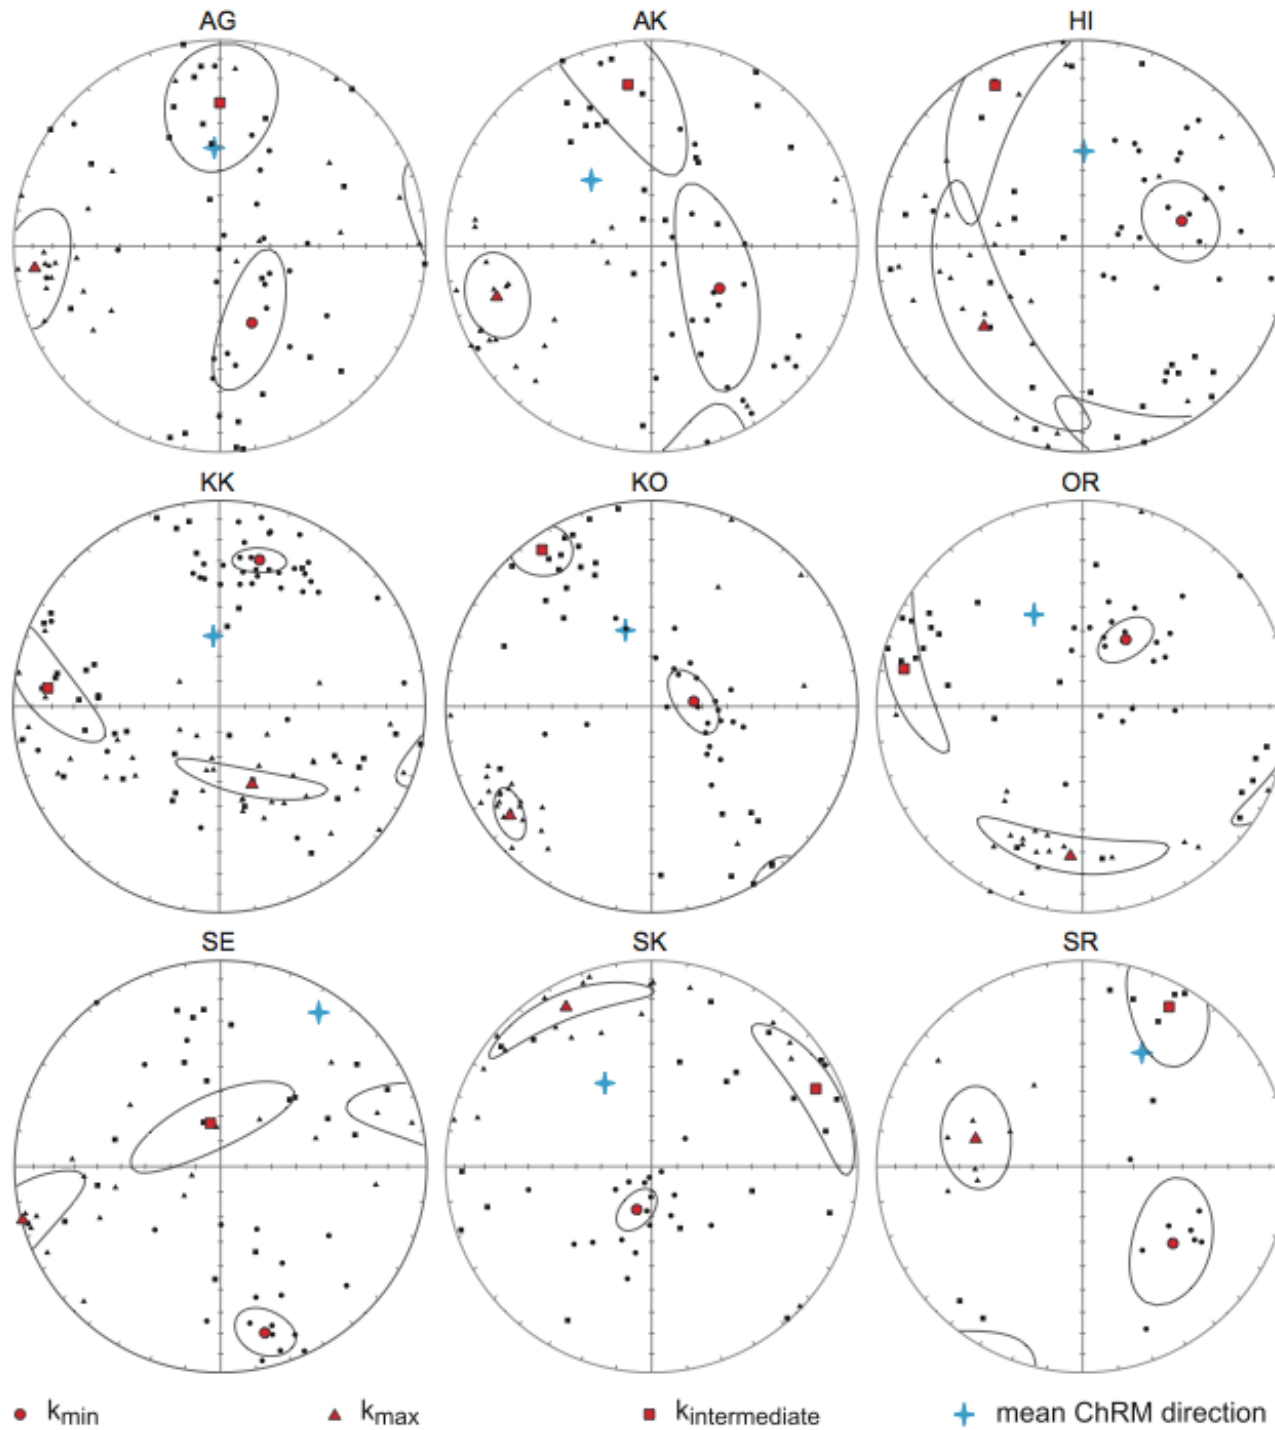 AG AK HI
KK KO OR
SE SK SR
kmin kmax kintermediate mean ChRM direction